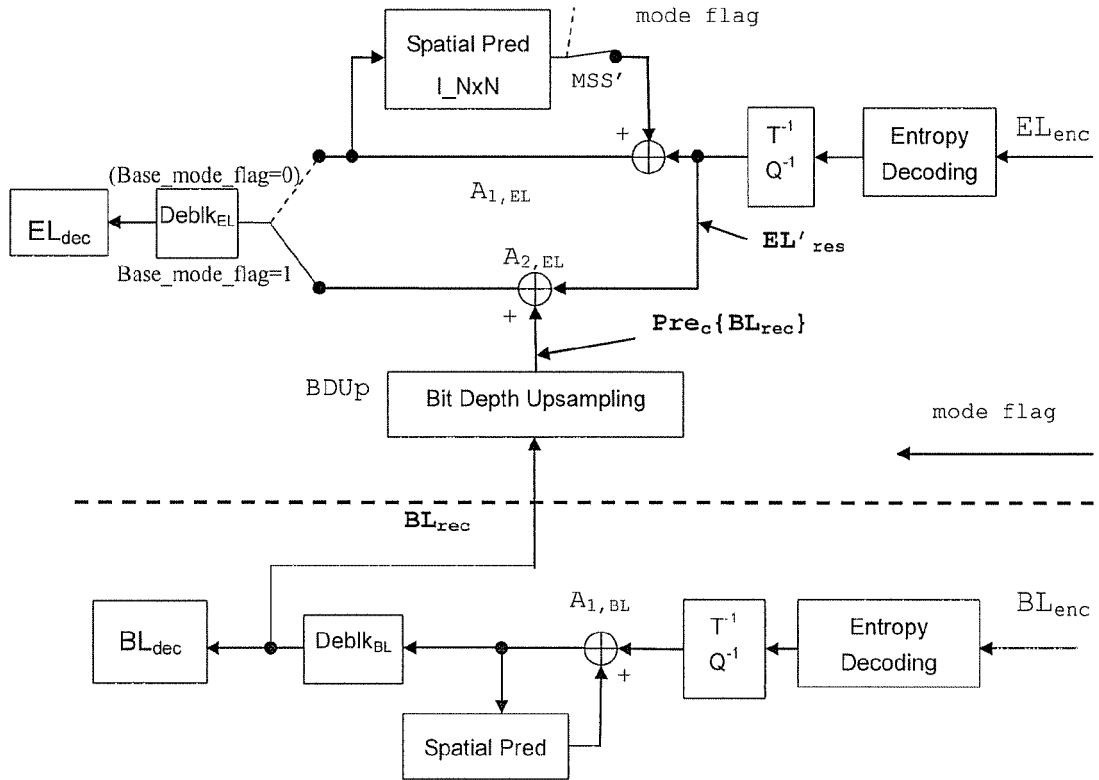 mode flag
Spatial Pred
I_NxN
MSS'
+
T⁻¹
Q⁻¹
Entropy
Decoding
EL_enc
(Base_mode_flag=0)
A_1,EL
EL_dec
Deblk_EL
EL'_res
Base_mode_flag=1
A_2,EL
+
Pre_c{BL_rec}
BDUp
Bit Depth Upsampling
mode flag
BL_rec
BL_dec
Deblk_BL
A_1,BL
+
T⁻¹
Q⁻¹
Entropy
Decoding
BL_enc
Spatial Pred